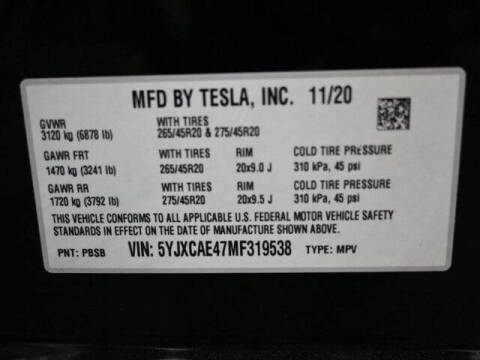 MFD BY TESLA, INC. 11/20
GVWR
3120 kg (6878 lb)
WITH TIRES
265/45R20 & 275/45R20
GAWR FRT
1470 kg (3241 lb)
WITH TIRES
265/45R20
RIM
20x9.0 J
COLD TIRE PRESSURE
310 kPa, 45 psi
GAWR RR
1720 kg (3792 lb)
WITH TIRES
275/45R20
RIM
20x9.5 J
COLD TIRE PRESSURE
310 kPa, 45 psi
THIS VEHICLE CONFORMS TO ALL APPLICABLE U.S. FEDERAL MOTOR VEHICLE SAFETY
STANDARDS IN EFFECT ON THE DATE OF MANUFACTURE SHOWN ABOVE.
PNT: PBSB VIN: 5YJXCAE47MF319538 TYPE: MPV